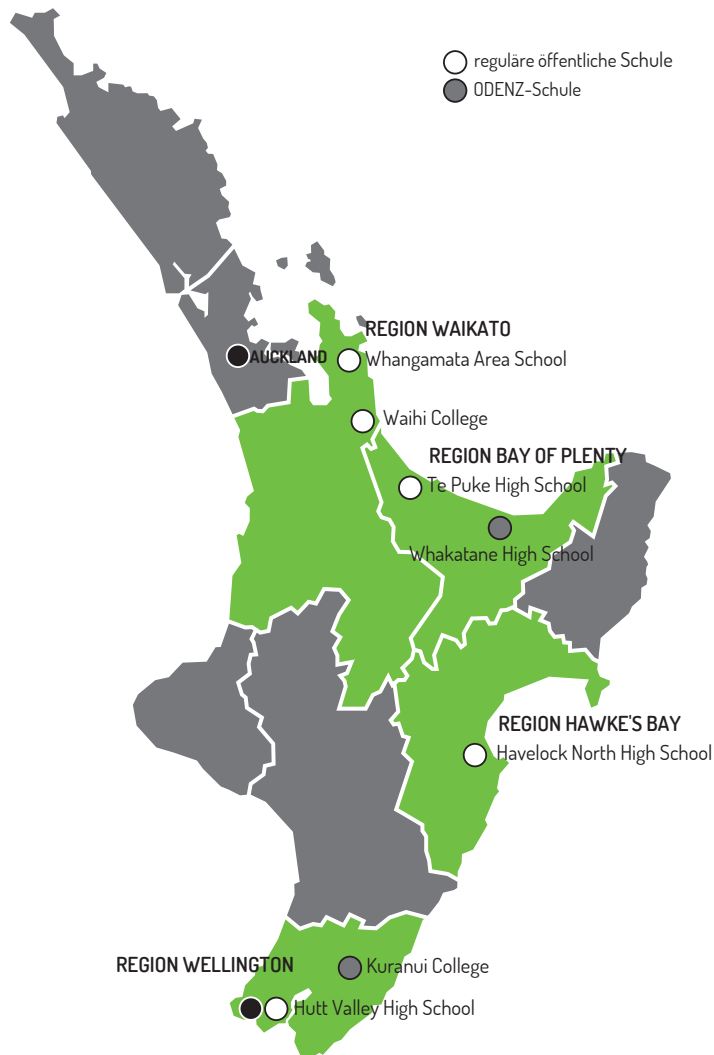 reguläre öffentliche Schule
ODENZ-Schule
REGION WAIKATO
AUCKLAND
Whangamata Area School
Waihi College
REGION BAY OF PLENTY
Te Puke High School
Whakatane High School
REGION HAWKE'S BAY
Havelock North High School
REGION WELLINGTON
Kuranui College
Hutt Valley High School